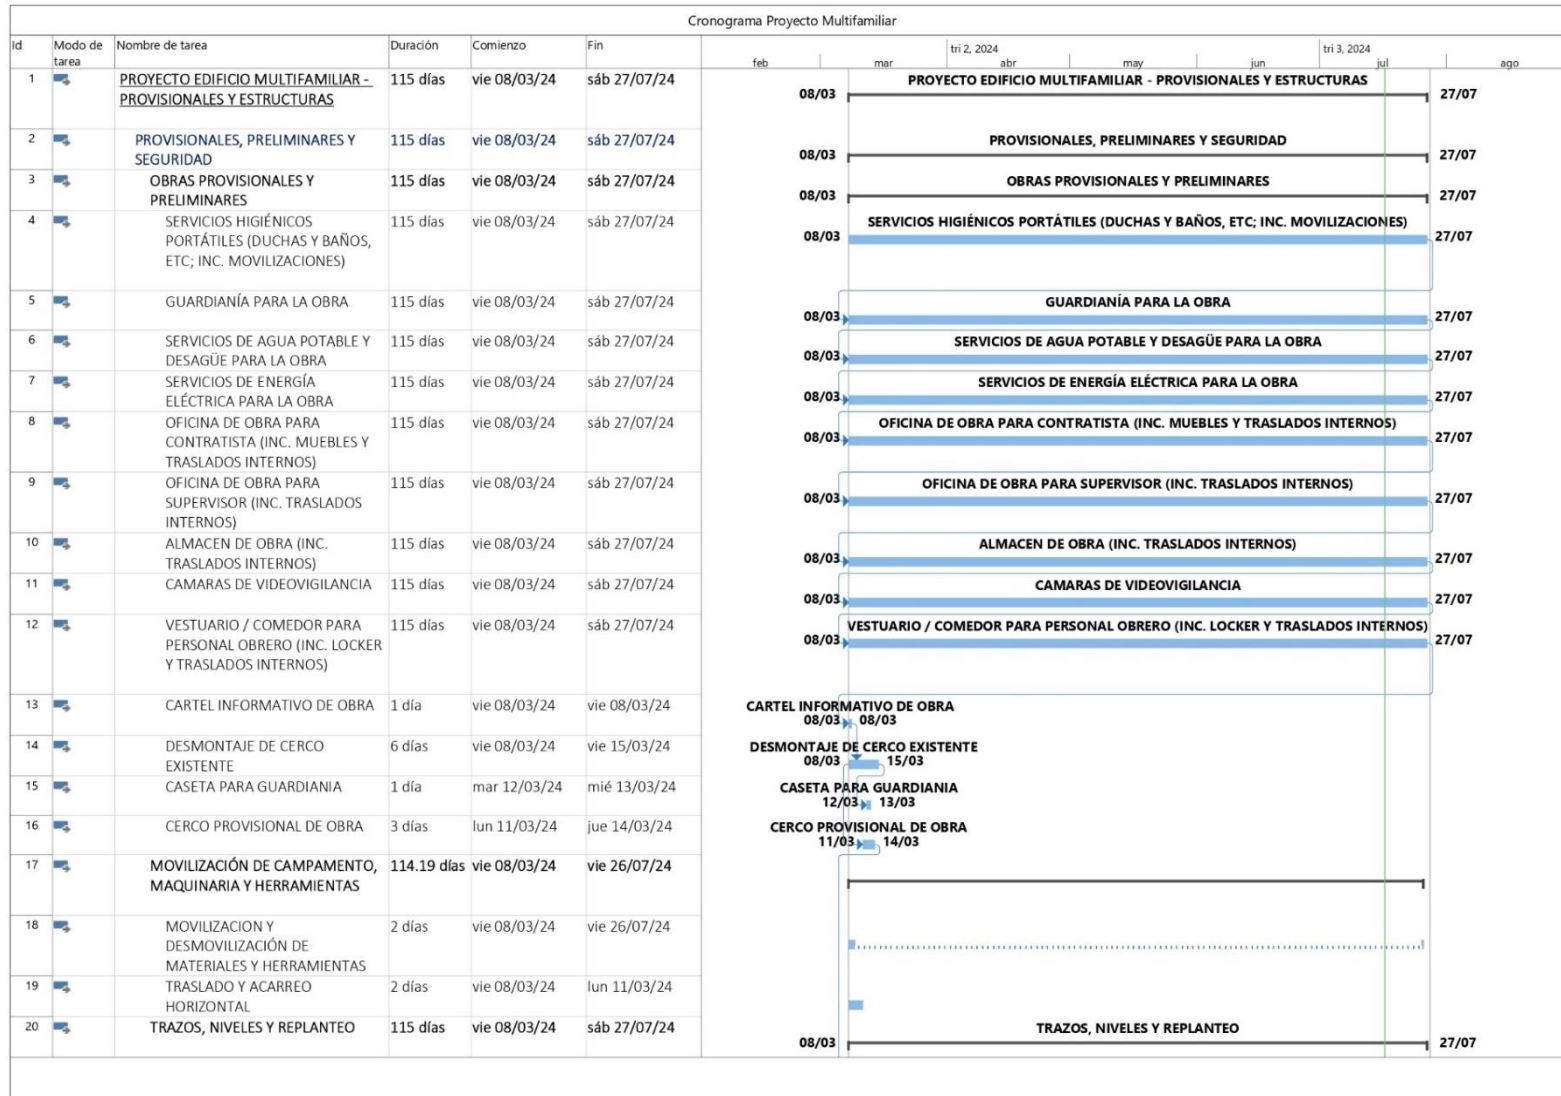 Cronograma Proyecto Multifamiliar
Id Modo de tarea Nombre de tarea Duración Comienzo Fin
tri 2, 2024 tri 3, 2024
feb mar abr may jun jul ago
1 PROYECTO EDIFICIO MULTIFAMILIAR - 115 días vie 08/03/24 sáb 27/07/24
PROVISIONALES Y ESTRUCTURAS
PROYECTO EDIFICIO MULTIFAMILIAR - PROVISIONALES Y ESTRUCTURAS
08/03 27/07
2 PROVISIONALES, PRELIMINARES Y 115 días vie 08/03/24 sáb 27/07/24
SEGURIDAD
PROVISIONALES, PRELIMINARES Y SEGURIDAD
08/03 27/07
3 OBRAS PROVISIONALES Y 115 días vie 08/03/24 sáb 27/07/24
PRELIMINARES
OBRAS PROVISIONALES Y PRELIMINARES
08/03 27/07
4 SERVICIOS HIGIÉNICOS 115 días vie 08/03/24 sáb 27/07/24
PORTÁTILES (DUCHAS Y BAÑOS,
ETC; INC. MOVILIZACIONES)
SERVICIOS HIGIÉNICOS PORTÁTILES (DUCHAS Y BAÑOS, ETC; INC. MOVILIZACIONES)
08/03 27/07
5 GUARDIANÍA PARA LA OBRA 115 días vie 08/03/24 sáb 27/07/24
GUARDIANÍA PARA LA OBRA
08/03 27/07
6 SERVICIOS DE AGUA POTABLE Y 115 días vie 08/03/24 sáb 27/07/24
DESAGÜE PARA LA OBRA
SERVICIOS DE AGUA POTABLE Y DESAGÜE PARA LA OBRA
08/03 27/07
7 SERVICIOS DE ENERGÍA 115 días vie 08/03/24 sáb 27/07/24
ELÉCTRICA PARA LA OBRA
SERVICIOS DE ENERGÍA ELÉCTRICA PARA LA OBRA
08/03 27/07
8 OFICINA DE OBRA PARA 115 días vie 08/03/24 sáb 27/07/24
CONTRATISTA (INC. MUEBLES Y
TRASLADOS INTERNOS)
OFICINA DE OBRA PARA CONTRATISTA (INC. MUEBLES Y TRASLADOS INTERNOS)
08/03 27/07
9 OFICINA DE OBRA PARA 115 días vie 08/03/24 sáb 27/07/24
SUPERVISOR (INC. TRASLADOS
INTERNOS)
OFICINA DE OBRA PARA SUPERVISOR (INC. TRASLADOS INTERNOS)
08/03 27/07
10 ALMACEN DE OBRA (INC. 115 días vie 08/03/24 sáb 27/07/24
TRASLADOS INTERNOS)
ALMACEN DE OBRA (INC. TRASLADOS INTERNOS)
08/03 27/07
11 CAMARAS DE VIDEOVIGILANCIA 115 días vie 08/03/24 sáb 27/07/24
CAMARAS DE VIDEOVIGILANCIA
08/03 27/07
12 VESTUARIO / COMEDOR PARA 115 días vie 08/03/24 sáb 27/07/24
PERSONAL OBRERO (INC. LOCKER
Y TRASLADOS INTERNOS)
VESTUARIO / COMEDOR PARA PERSONAL OBRERO (INC. LOCKER Y TRASLADOS INTERNOS)
08/03 27/07
13 CARTEL INFORMATIVO DE OBRA 1 día vie 08/03/24 vie 08/03/24
CARTEL INFORMATIVO DE OBRA
08/03 08/03
14 DESMONTAJE DE CERCO 6 días vie 08/03/24 vie 15/03/24
EXISTENTE
DESMONTAJE DE CERCO EXISTENTE
08/03 15/03
15 CASETA PARA GUARDIANIA 1 día mar 12/03/24 mié 13/03/24
CASETA PARA GUARDIANIA
12/03 13/03
16 CERCO PROVISIONAL DE OBRA 3 días lun 11/03/24 jue 14/03/24
CERCO PROVISIONAL DE OBRA
11/03 14/03
17 MOVILIZACIÓN DE CAMPAMENTO, 114.19 días vie 08/03/24 vie 26/07/24
MAQUINARIA Y HERRAMIENTAS
18 MOVILIZACION Y 2 días vie 08/03/24 vie 26/07/24
DESMOVILIZACIÓN DE
MATERIALES Y HERRAMIENTAS
19 TRASLADO Y ACARREO 2 días vie 08/03/24 lun 11/03/24
HORIZONTAL
20 TRAZOS, NIVELES Y REPLANTEO 115 días vie 08/03/24 sáb 27/07/24
TRAZOS, NIVELES Y REPLANTEO
08/03 27/07